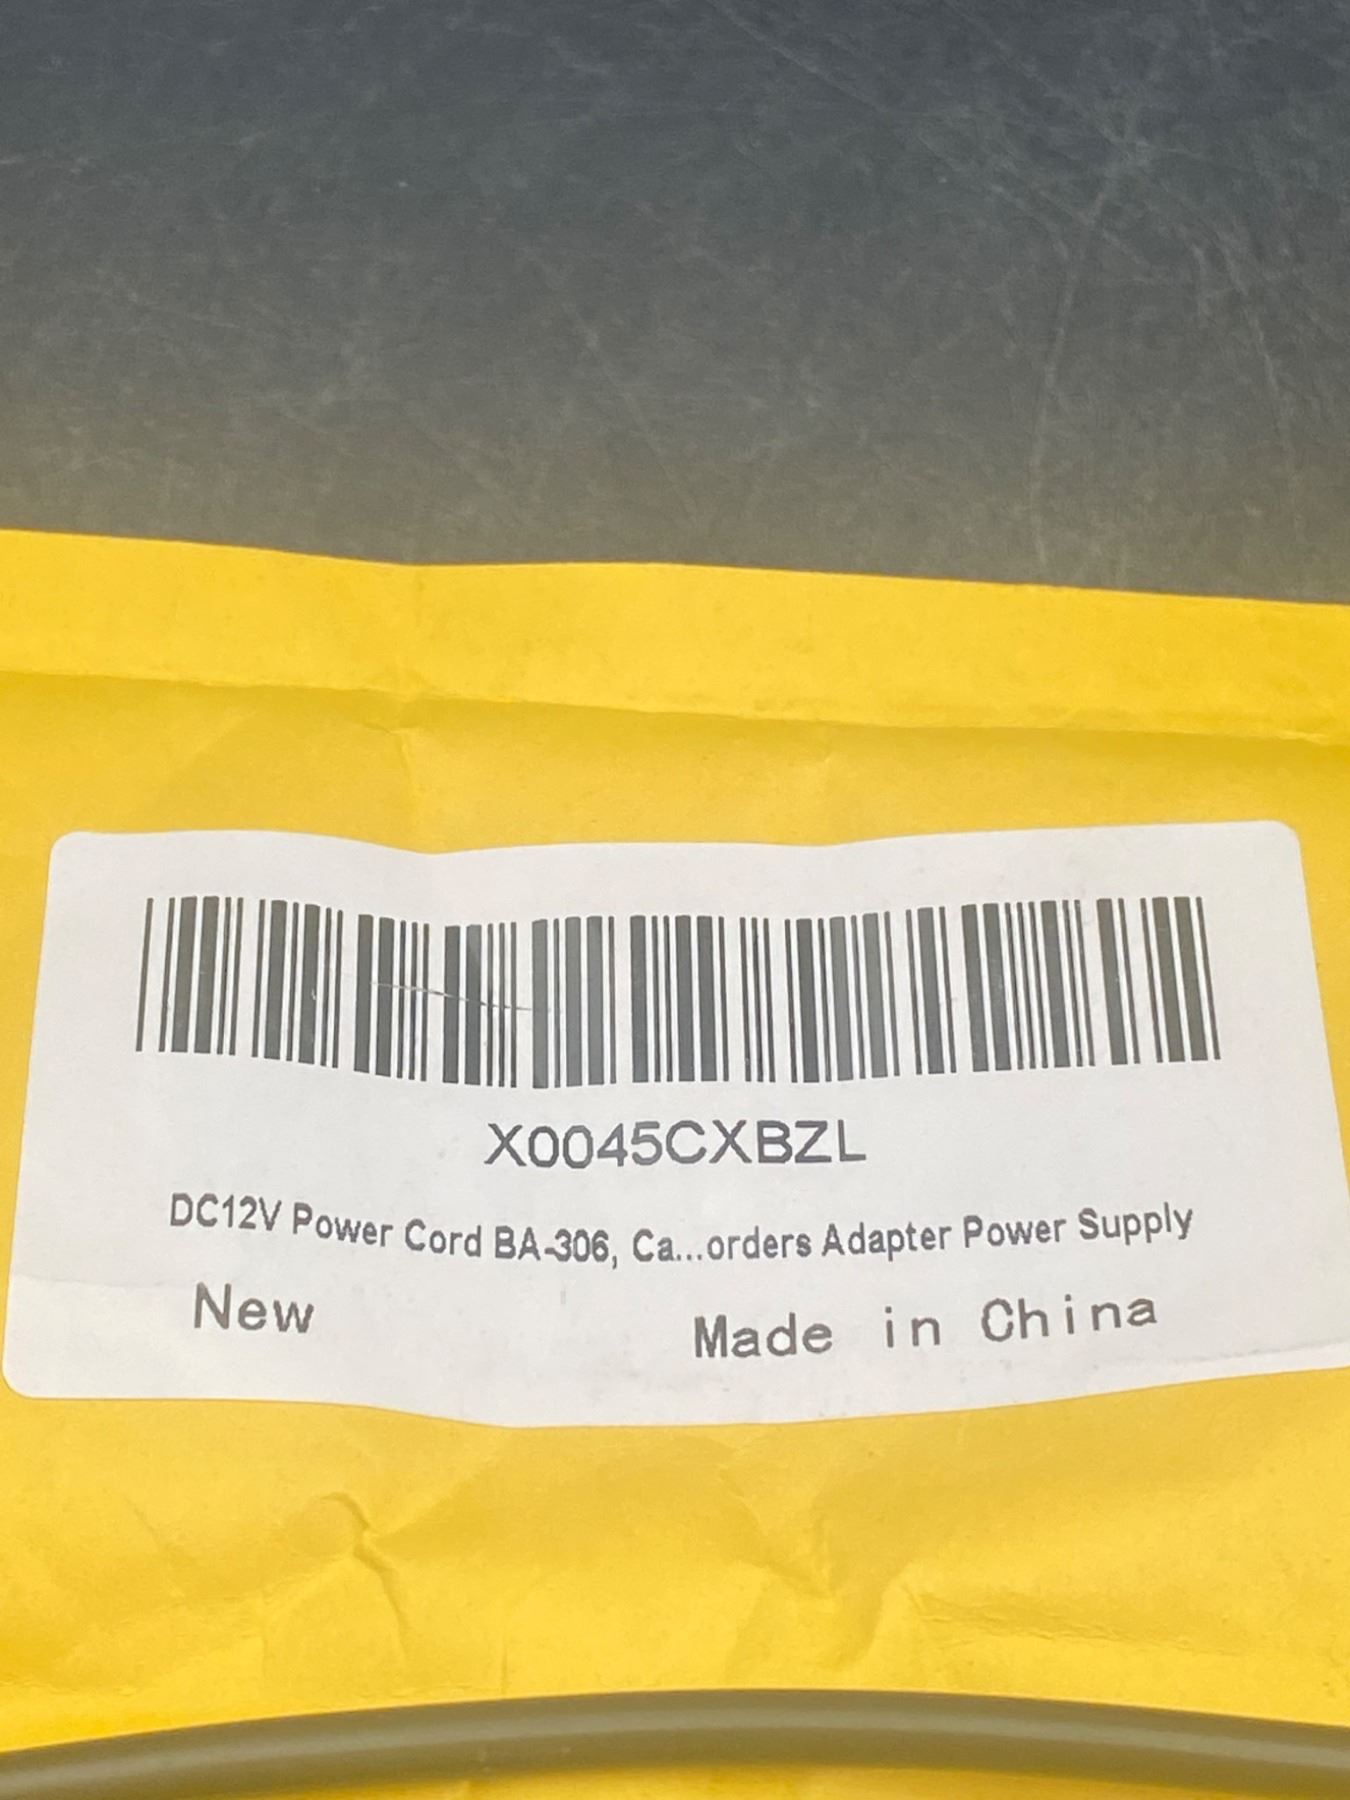 X0045CXBZL
DC12V Power Cord BA-306, Ca...orders Adapter Power Supply
New
Made in China